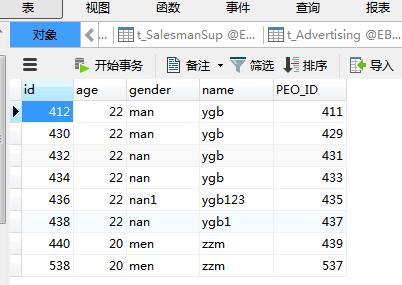 表 视图 函数 事件 查询 报表
对象 <... t_SalesmanSup @E... t_Advertising @EB...
开始事务 备注 筛选 排序 导入
id age gender name PEO_ID
412 22 man ygb 411
430 22 man ygb 429
432 22 nan ygb 431
434 22 nan ygb 433
436 22 nan1 ygb123 435
438 22 nan ygb1 437
440 20 men zzm 439
538 20 men zzm 537